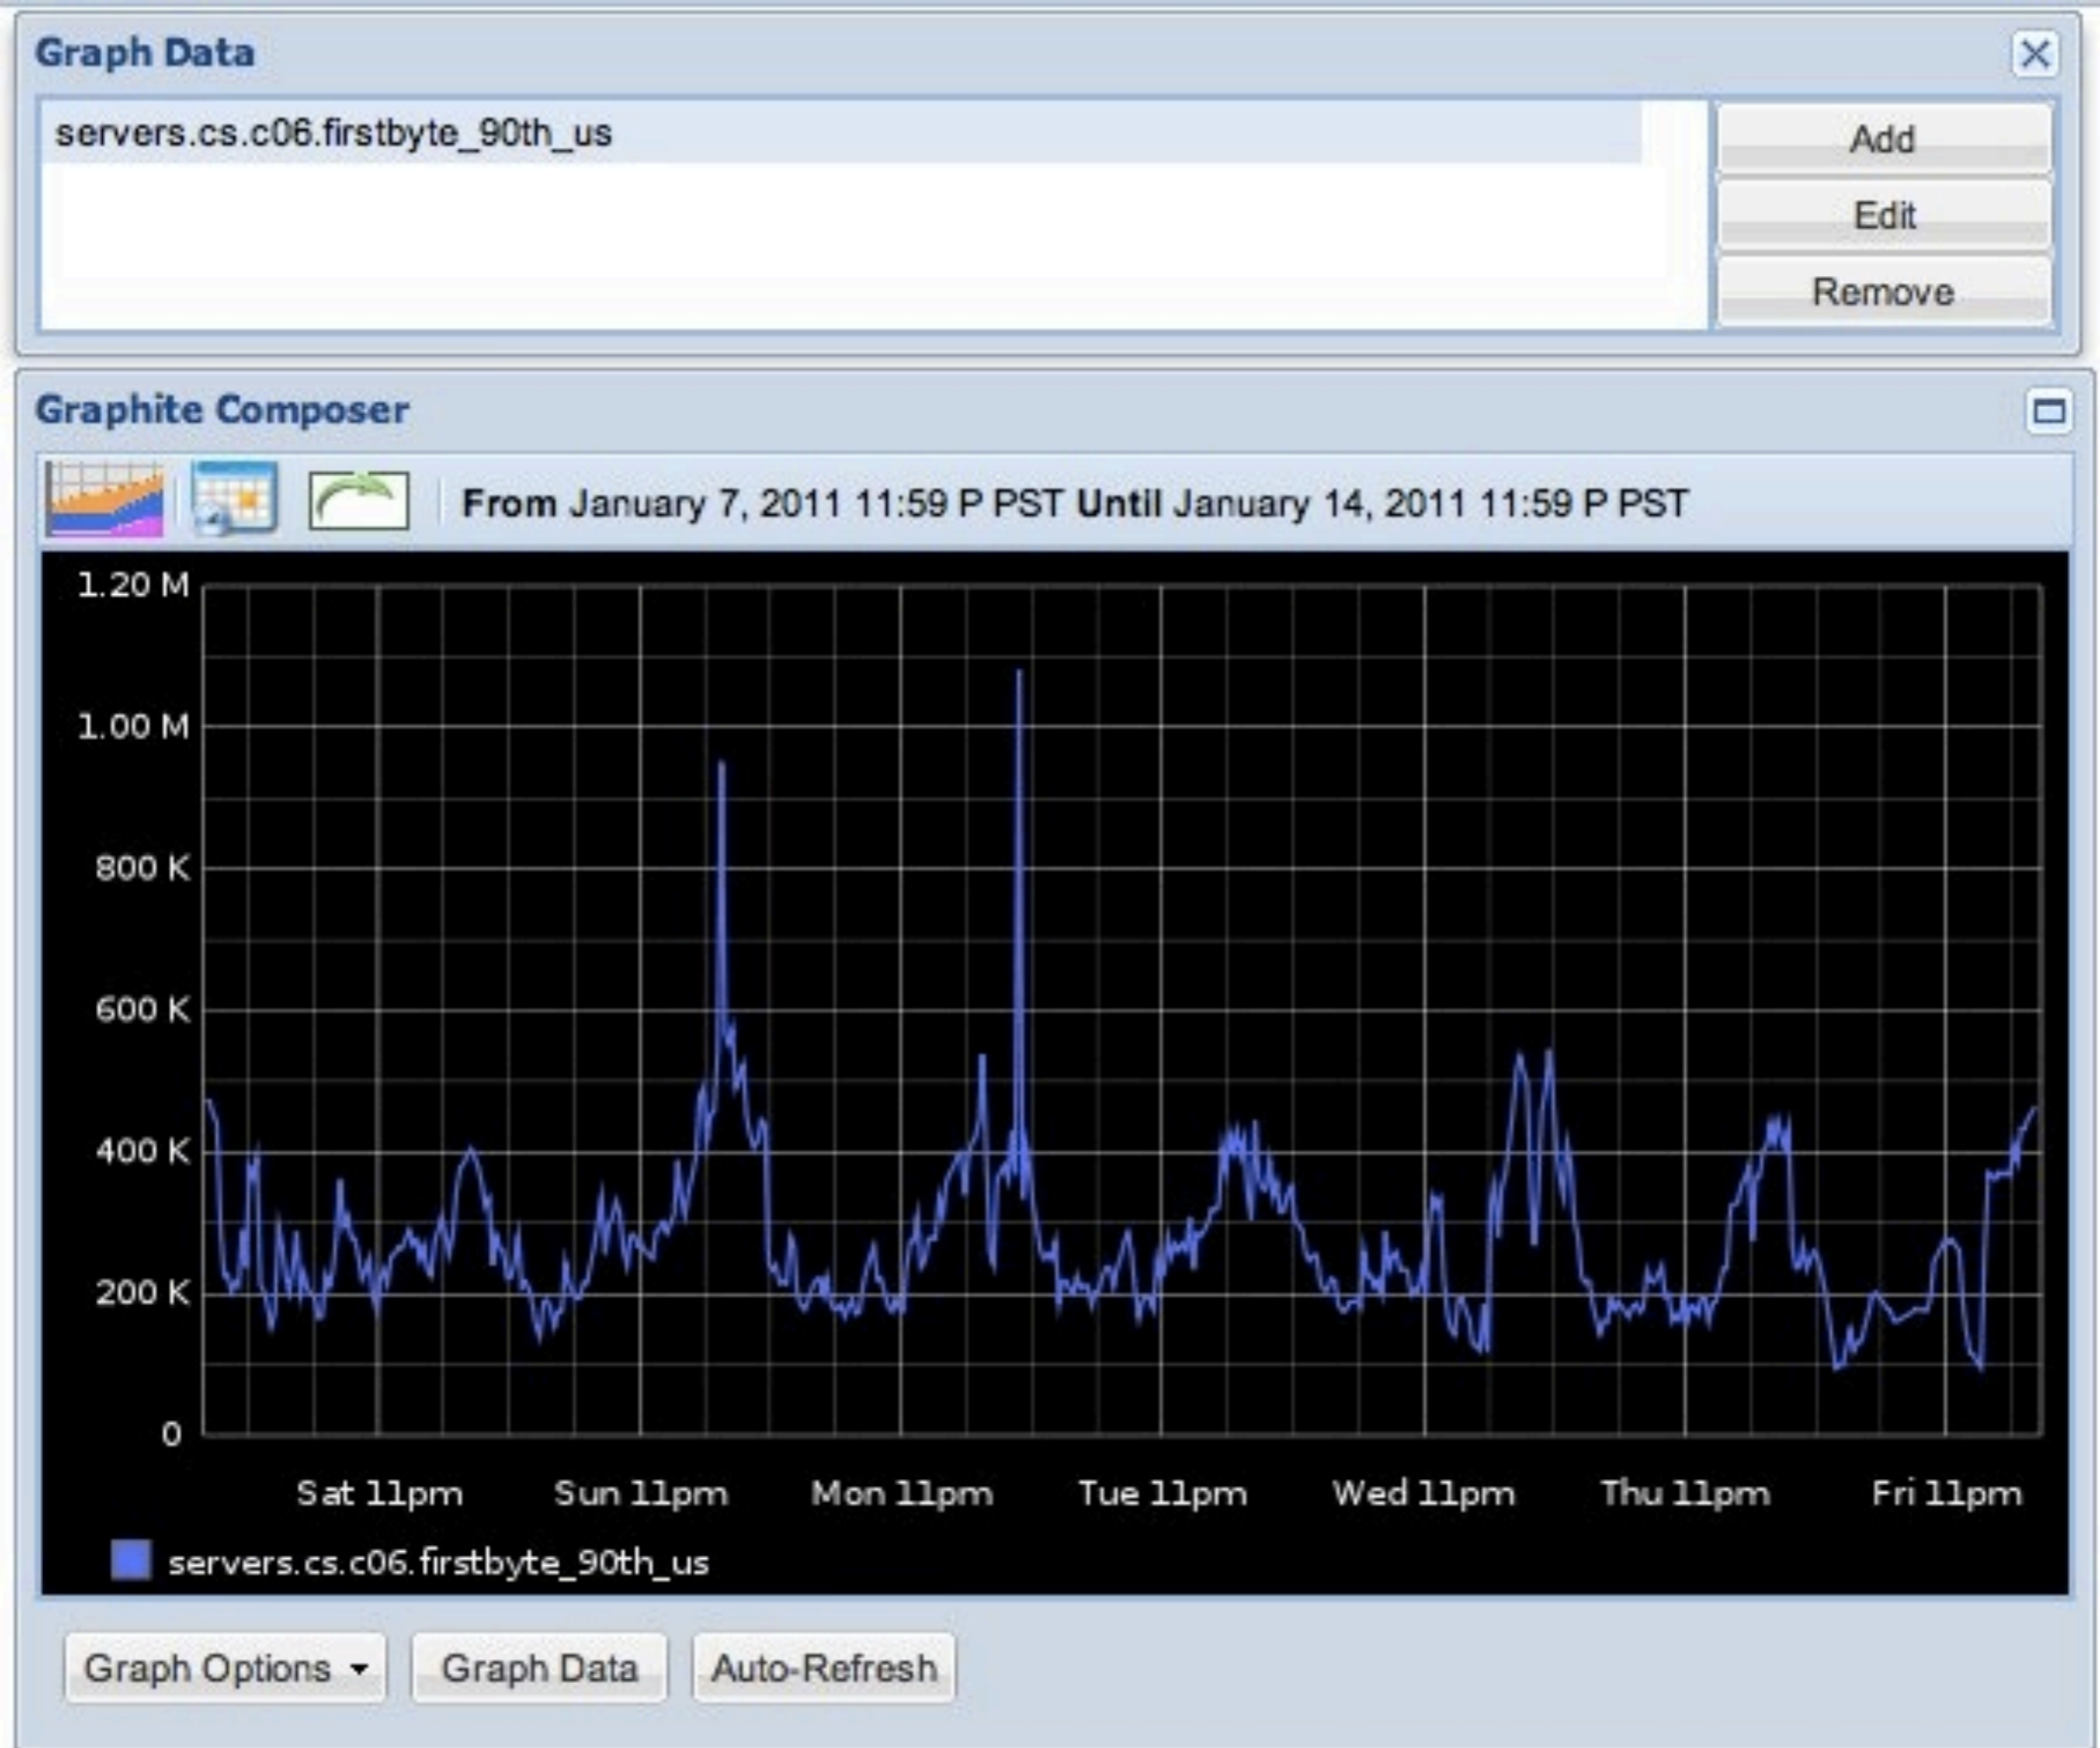 Graph Data
servers.cs.c06.firstbyte_90th_us
Add
Edit
Remove
Graphite Composer
From January 7, 2011 11:59 P PST Until January 14, 2011 11:59 P PST
1.20 M
1.00 M
800 K
600 K
400 K
200 K
0
Sat 11pm Sun 11pm Mon 11pm Tue 11pm Wed 11pm Thu 11pm Fri 11pm
servers.cs.c06.firstbyte_90th_us
Graph Options Graph Data Auto-Refresh